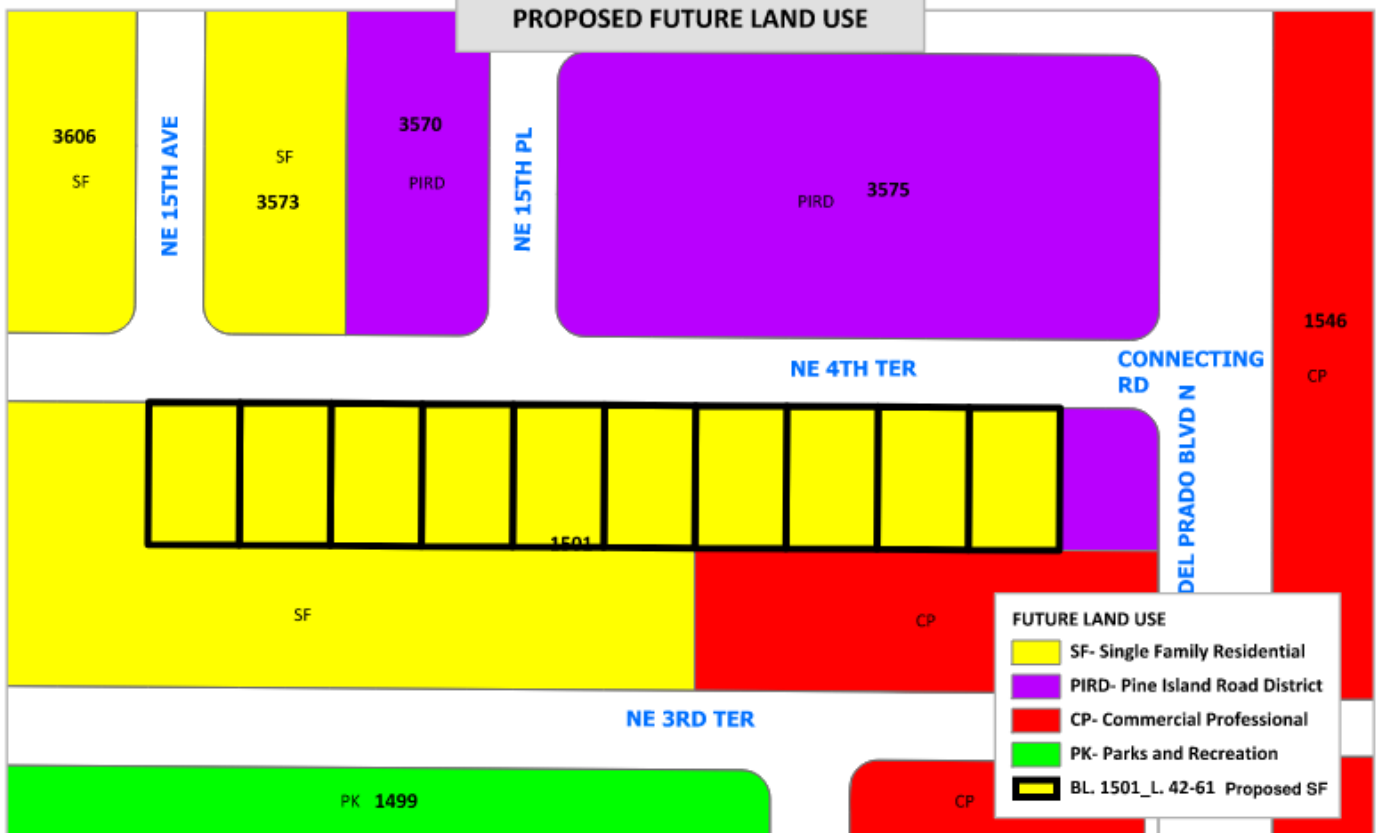 PROPOSED FUTURE LAND USE
3606
SF
NE 15TH AVE
SF
3573
3570
PIRD
NE 15TH PL
PIRD
3575
1546
CP
NE 4TH TER
CONNECTING
RD
DEL PRADO BLVD N
1501
SF
CP
NE 3RD TER
PK 1499
CP
FUTURE LAND USE
SF- Single Family Residential
PIRD- Pine Island Road District
CP- Commercial Professional
PK- Parks and Recreation
BL. 1501_L. 42-61 Proposed SF